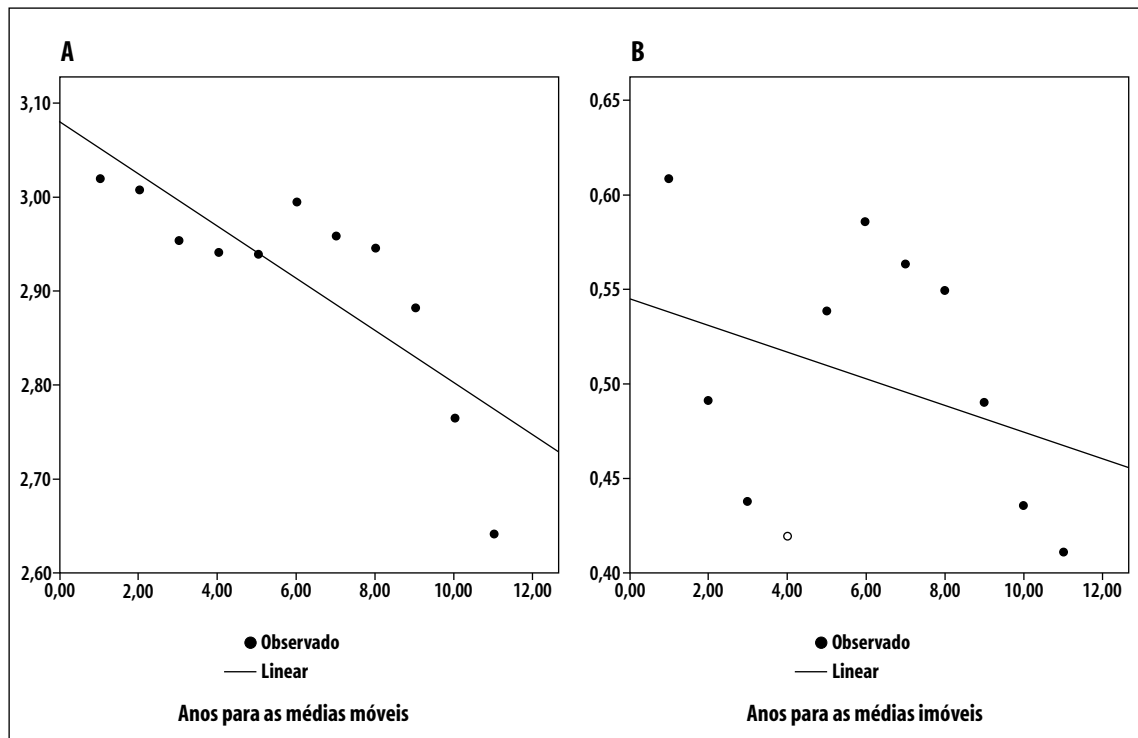 A
3,10
3,00
2,90
2,80
2,70
2,60
0,00 2,00 4,00 6,00 8,00 10,00 12,00
Observado
Linear
Anos para as médias móveis
B
0,65
0,60
0,55
0,50
0,45
0,40
0,00 2,00 4,00 6,00 8,00 10,00 12,00
Observado
Linear
Anos para as médias imóveis